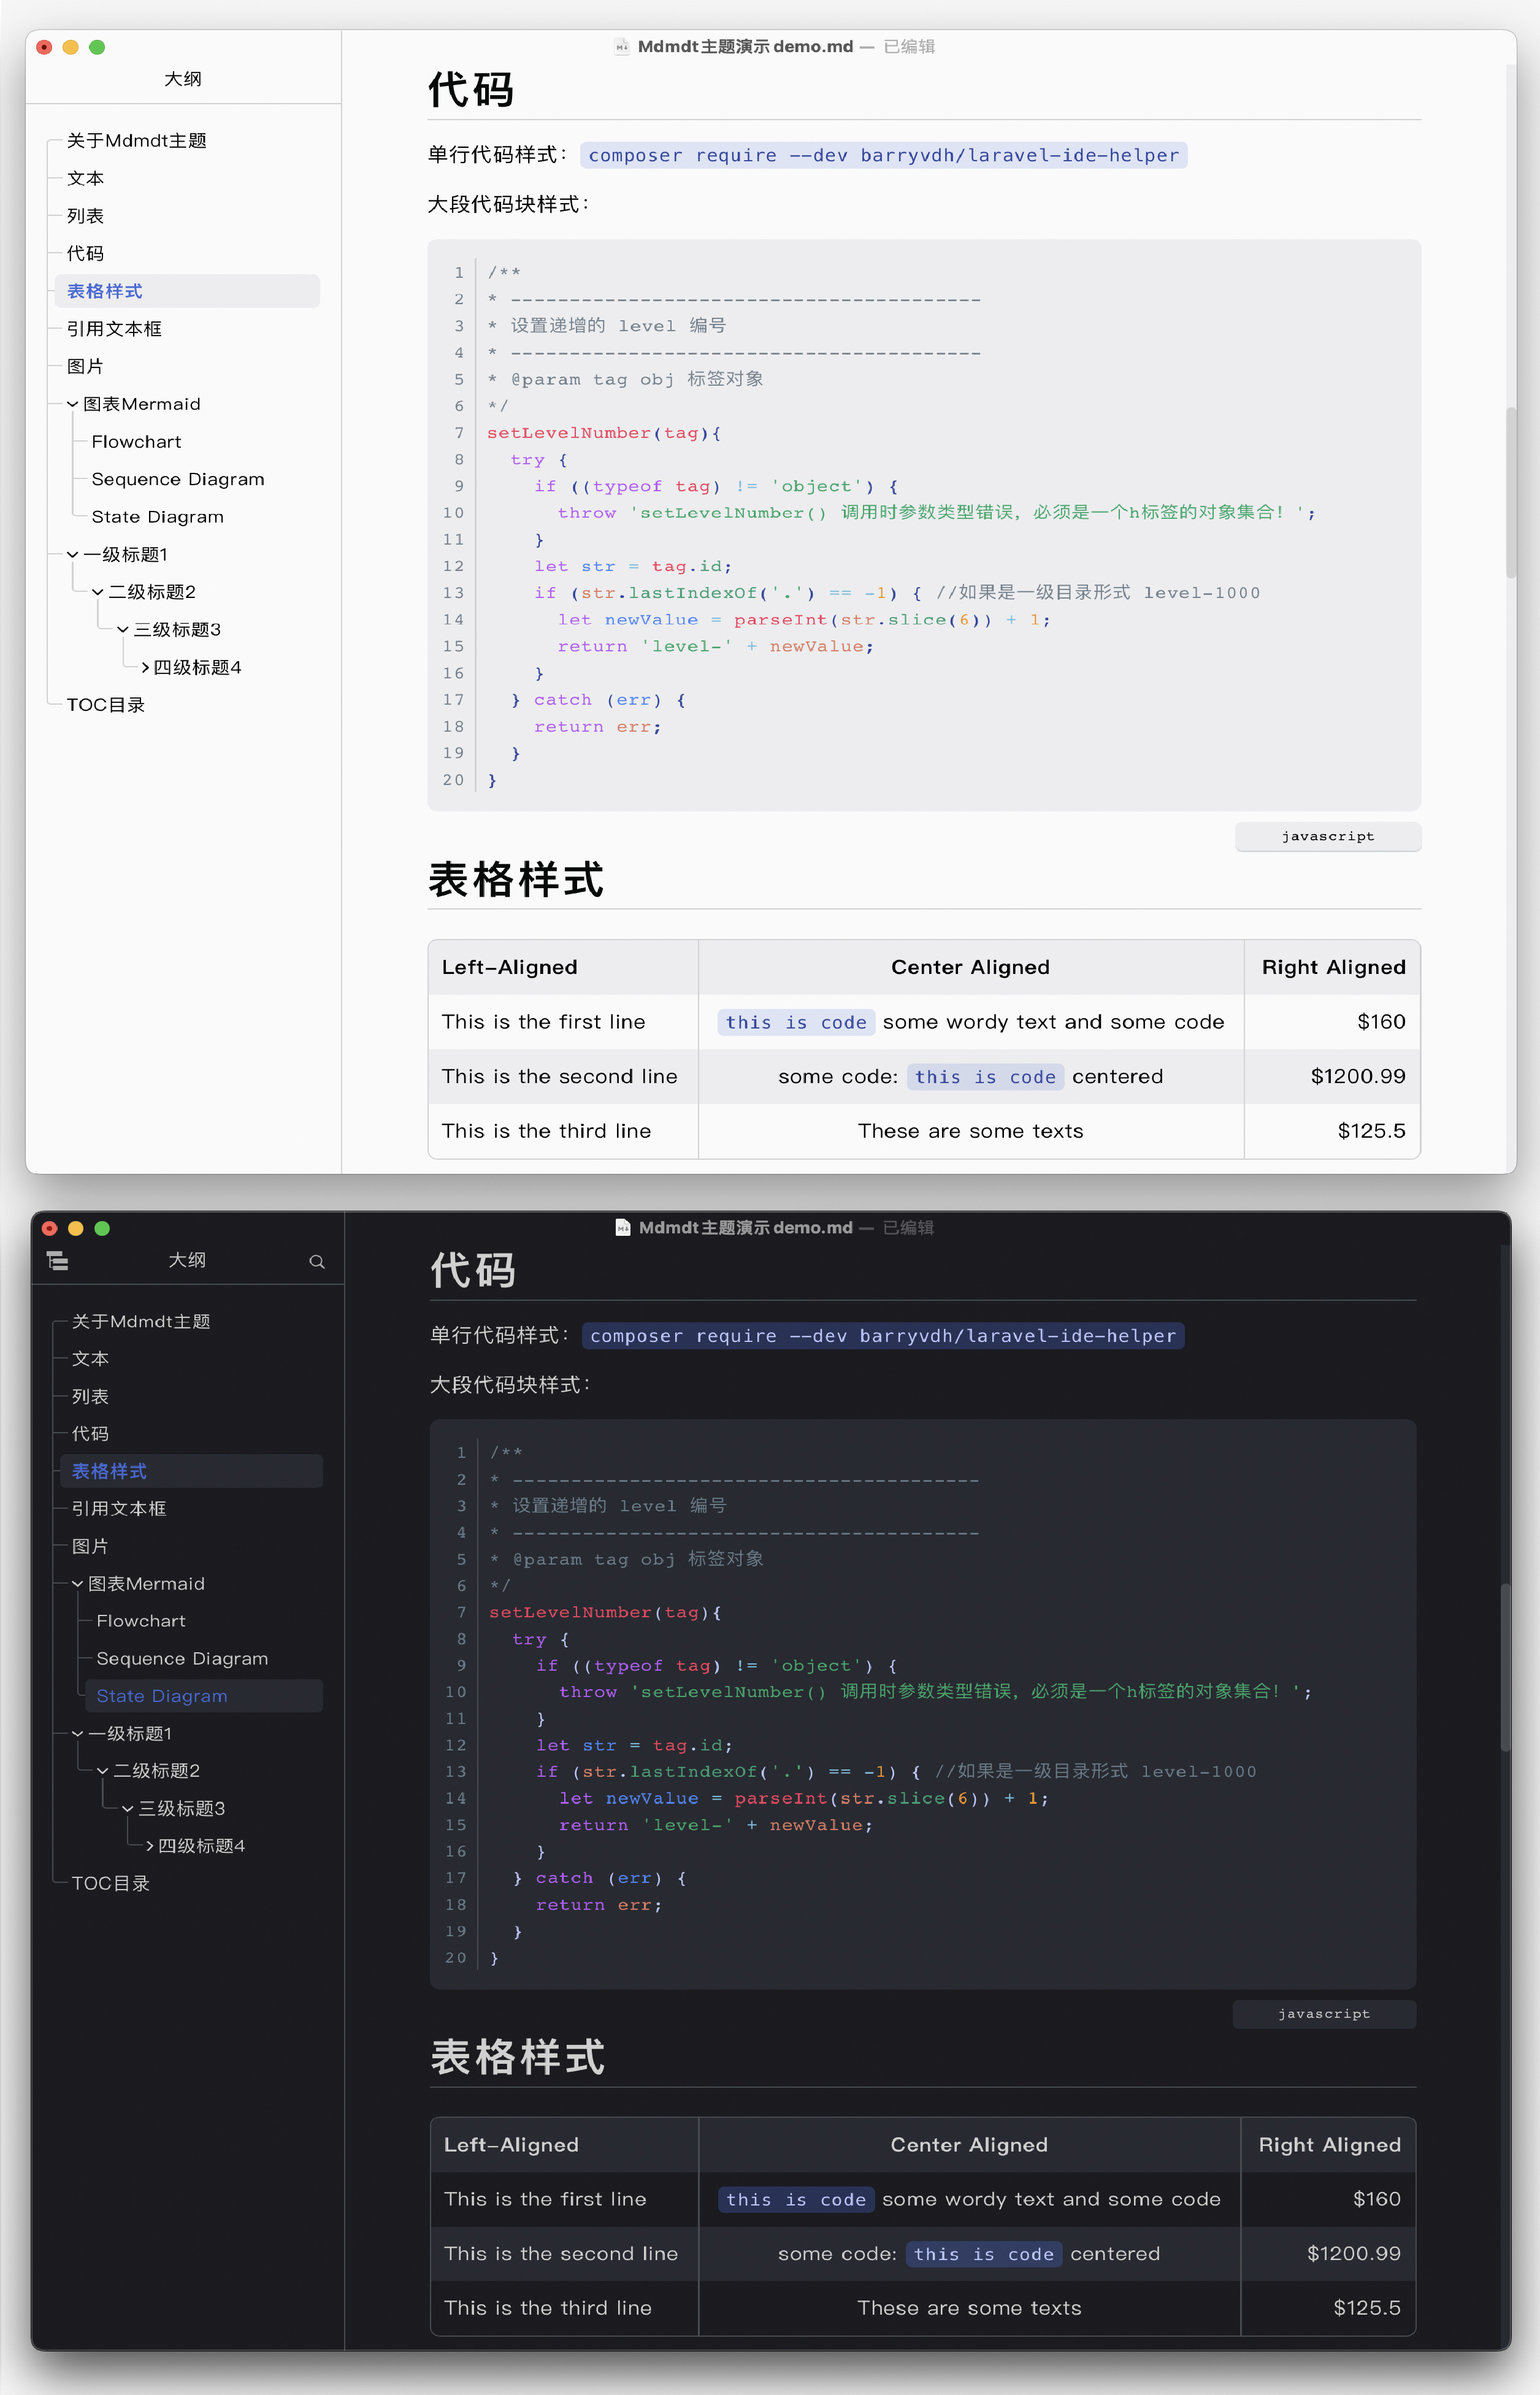 Mdmdt主题演示 demo.md — 已编辑
大纲
关于Mdmdt主题
文本
列表
代码
表格样式
引用文本框
图片
图表Mermaid
Flowchart
Sequence Diagram
State Diagram
一级标题1
二级标题2
三级标题3
四级标题4
TOC目录
代码
单行代码样式： composer require --dev barryvdh/laravel-ide-helper
大段代码块样式：
1 /**
2 * ----------------------------------------
3 * 设置递增的 level 编号
4 * ----------------------------------------
5 * @param tag obj 标签对象
6 */
7 setLevelNumber(tag){
8 try {
9 if ((typeof tag) != 'object') {
10 throw 'setLevelNumber() 调用时参数类型错误，必须是一个h标签的对象集合！';
11 }
12 let str = tag.id;
13 if (str.lastIndexOf('.') == -1) { //如果是一级目录形式 level-1000
14 let newValue = parseInt(str.slice(6)) + 1;
15 return 'level-' + newValue;
16 }
17 } catch (err) {
18 return err;
19 }
20 }
javascript
表格样式
Left-Aligned Center Aligned Right Aligned
This is the first line this is code some wordy text and some code $160
This is the second line some code: this is code centered $1200.99
This is the third line These are some texts $125.5
Mdmdt主题演示 demo.md — 已编辑
大纲
关于Mdmdt主题
文本
列表
代码
表格样式
引用文本框
图片
图表Mermaid
Flowchart
Sequence Diagram
State Diagram
一级标题1
二级标题2
三级标题3
四级标题4
TOC目录
代码
单行代码样式： composer require --dev barryvdh/laravel-ide-helper
大段代码块样式：
1 /**
2 * ----------------------------------------
3 * 设置递增的 level 编号
4 * ----------------------------------------
5 * @param tag obj 标签对象
6 */
7 setLevelNumber(tag){
8 try {
9 if ((typeof tag) != 'object') {
10 throw 'setLevelNumber() 调用时参数类型错误，必须是一个h标签的对象集合！';
11 }
12 let str = tag.id;
13 if (str.lastIndexOf('.') == -1) { //如果是一级目录形式 level-1000
14 let newValue = parseInt(str.slice(6)) + 1;
15 return 'level-' + newValue;
16 }
17 } catch (err) {
18 return err;
19 }
20 }
javascript
表格样式
Left-Aligned Center Aligned Right Aligned
This is the first line this is code some wordy text and some code $160
This is the second line some code: this is code centered $1200.99
This is the third line These are some texts $125.5